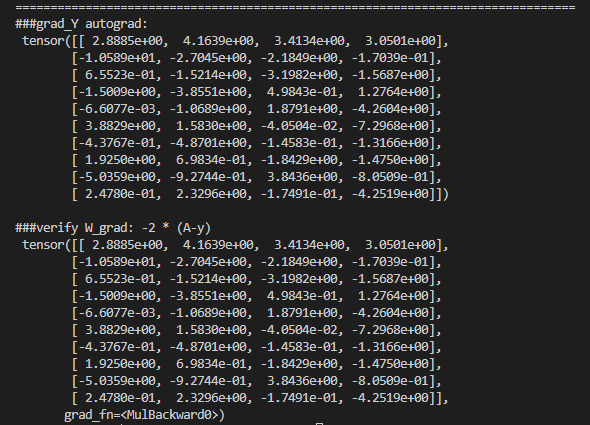 ================================================================================
###grad_Y autograd:
 tensor([[ 2.8885e+00,  4.1639e+00,  3.4134e+00,  3.0501e+00],
        [-1.0589e+01, -2.7045e+00, -2.1849e+00, -1.7039e-01],
        [ 6.5523e-01, -1.5214e+00, -3.1982e+00, -1.5687e+00],
        [-1.5009e+00, -3.8551e+00,  4.9843e-01,  1.2764e+00],
        [-6.6077e-03, -1.0689e+00,  1.8791e+00, -4.2604e+00],
        [ 3.8829e+00,  1.5830e+00, -4.0504e-02, -7.2968e+00],
        [-4.3767e-01, -4.8701e+00, -1.4583e-01, -1.3166e+00],
        [ 1.9250e+00,  6.9834e-01, -1.8429e+00, -1.4750e+00],
        [-5.0359e+00, -9.2744e-01,  3.8436e+00, -8.0509e-01],
        [ 2.4780e-01,  2.3296e+00, -1.7491e-01, -4.2519e+00]])
###verify W_grad: -2 * (A-y)
 tensor([[ 2.8885e+00,  4.1639e+00,  3.4134e+00,  3.0501e+00],
        [-1.0589e+01, -2.7045e+00, -2.1849e+00, -1.7039e-01],
        [ 6.5523e-01, -1.5214e+00, -3.1982e+00, -1.5687e+00],
        [-1.5009e+00, -3.8551e+00,  4.9843e-01,  1.2764e+00],
        [-6.6077e-03, -1.0689e+00,  1.8791e+00, -4.2604e+00],
        [ 3.8829e+00,  1.5830e+00, -4.0504e-02, -7.2968e+00],
        [-4.3767e-01, -4.8701e+00, -1.4583e-01, -1.3166e+00],
        [ 1.9250e+00,  6.9834e-01, -1.8429e+00, -1.4750e+00],
        [-5.0359e+00, -9.2744e-01,  3.8436e+00, -8.0509e-01],
        [ 2.4780e-01,  2.3296e+00, -1.7491e-01, -4.2519e+00]],
       grad_fn=<MulBackward0>)